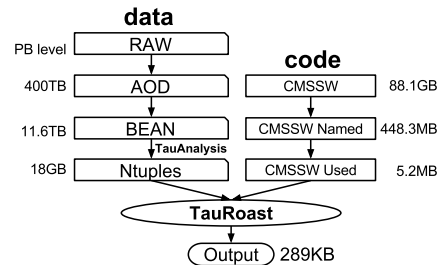 data
code
PB level
RAW
400TB
AOD
CMSSW
88.1GB
11.6TB
BEAN
CMSSW Named
448.3MB
TauAnalysis
18GB
Ntuples
CMSSW Used
5.2MB
TauRoast
Output
289KB